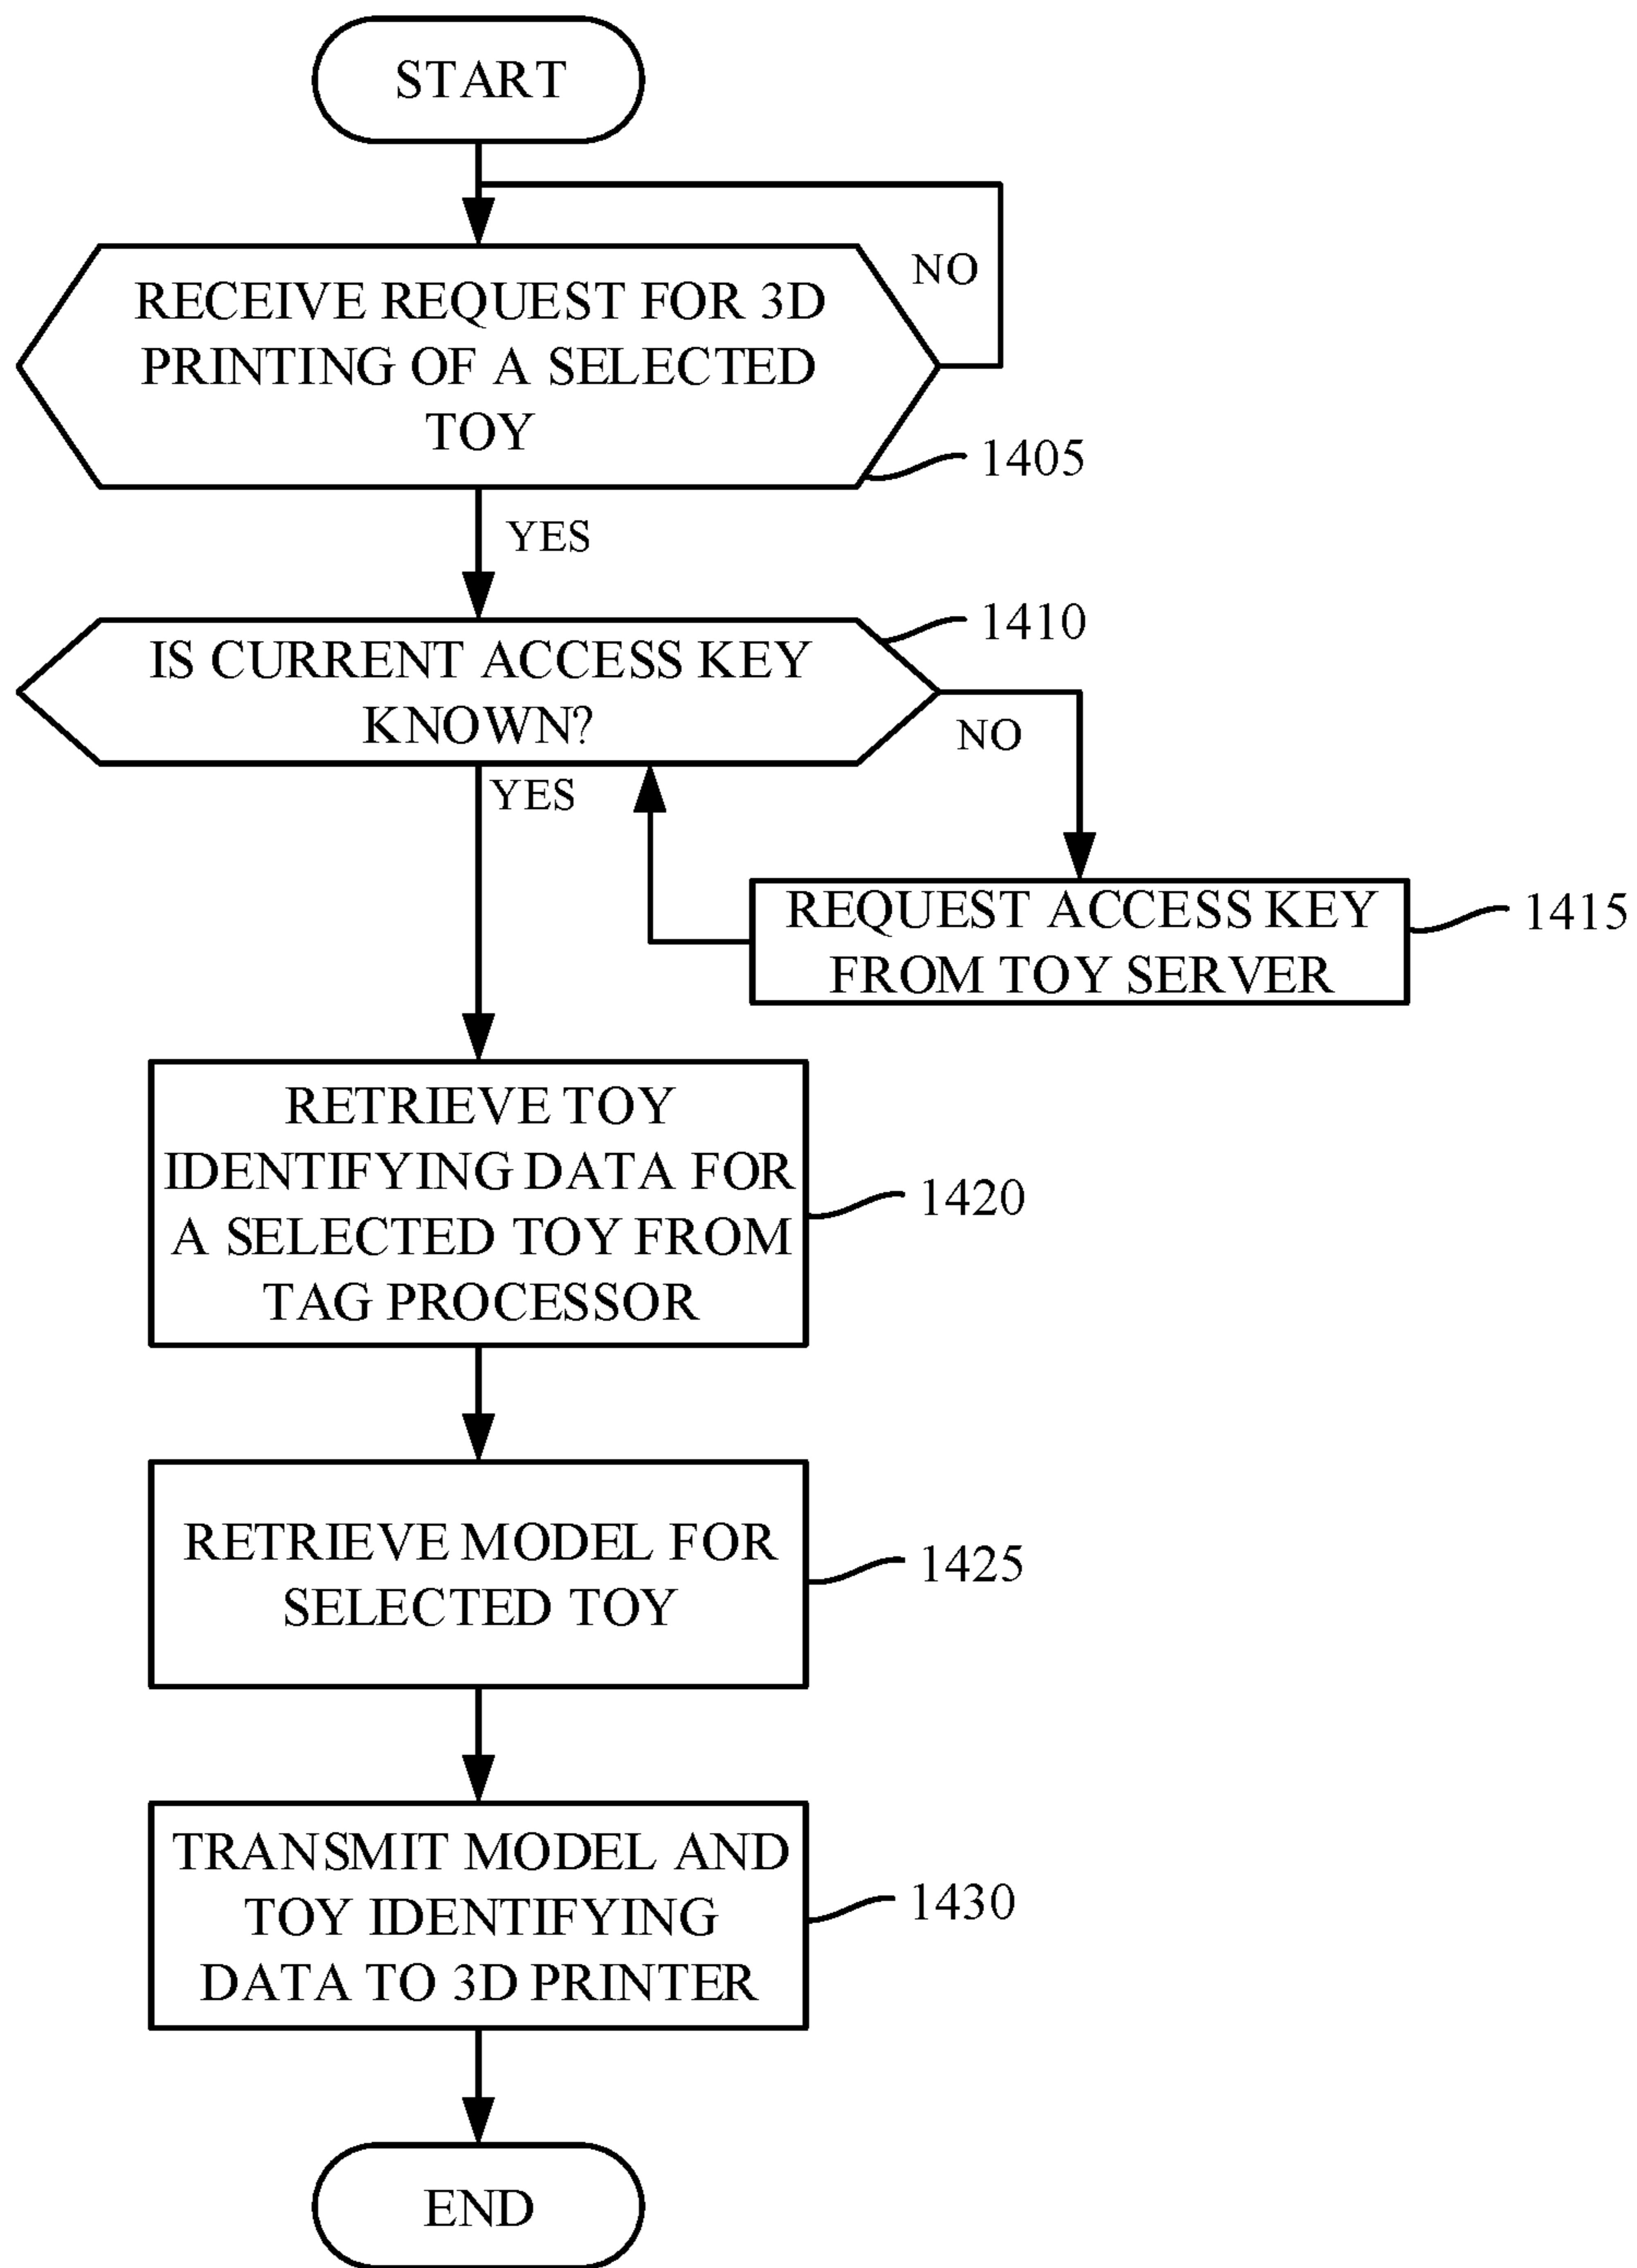 START
NO
RECEIVE REQUEST FOR 3D
PRINTING OF A SELECTED
TOY
1405
YES
1410
IS CURRENT ACCESS KEY
KNOWN?
NO
YES
REQUEST ACCESS KEY
FROM TOY SERVER
1415
RETRIEVE TOY
IDENTIFYING DATA FOR
A SELECTED TOY FROM
TAG PROCESSOR
1420
RETRIEVE MODEL FOR
SELECTED TOY
1425
TRANSMIT MODEL AND
TOY IDENTIFYING
DATA TO 3D PRINTER
1430
END